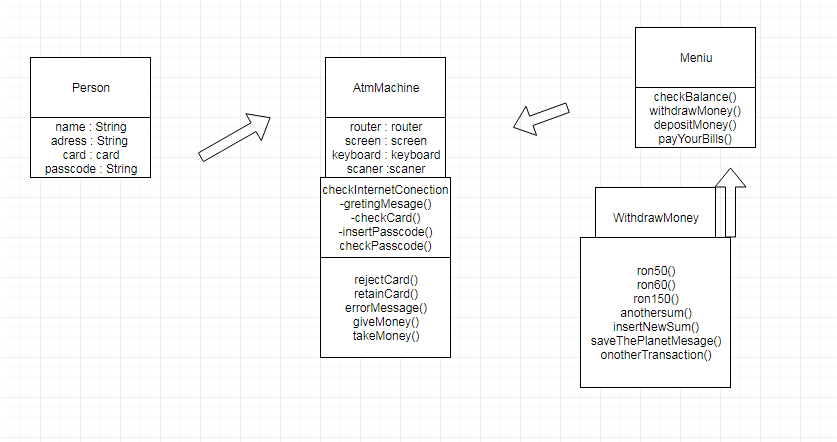 Person
name : String
adress : String
card : card
passcode : String
AtmMachine
router : router
screen : screen
keyboard : keyboard
scaner :scaner
checkInternetConection
-gretingMesage()
-checkCard()
-insertPasscode()
checkPasscode()
rejectCard()
retainCard()
errorMessage()
giveMoney()
takeMoney()
Meniu
checkBalance()
withdrawMoney()
depositMoney()
payYourBills()
WithdrawMoney
ron50()
ron60()
ron150()
anothersum()
insertNewSum()
saveThePlanetMesage()
onotherTransaction()